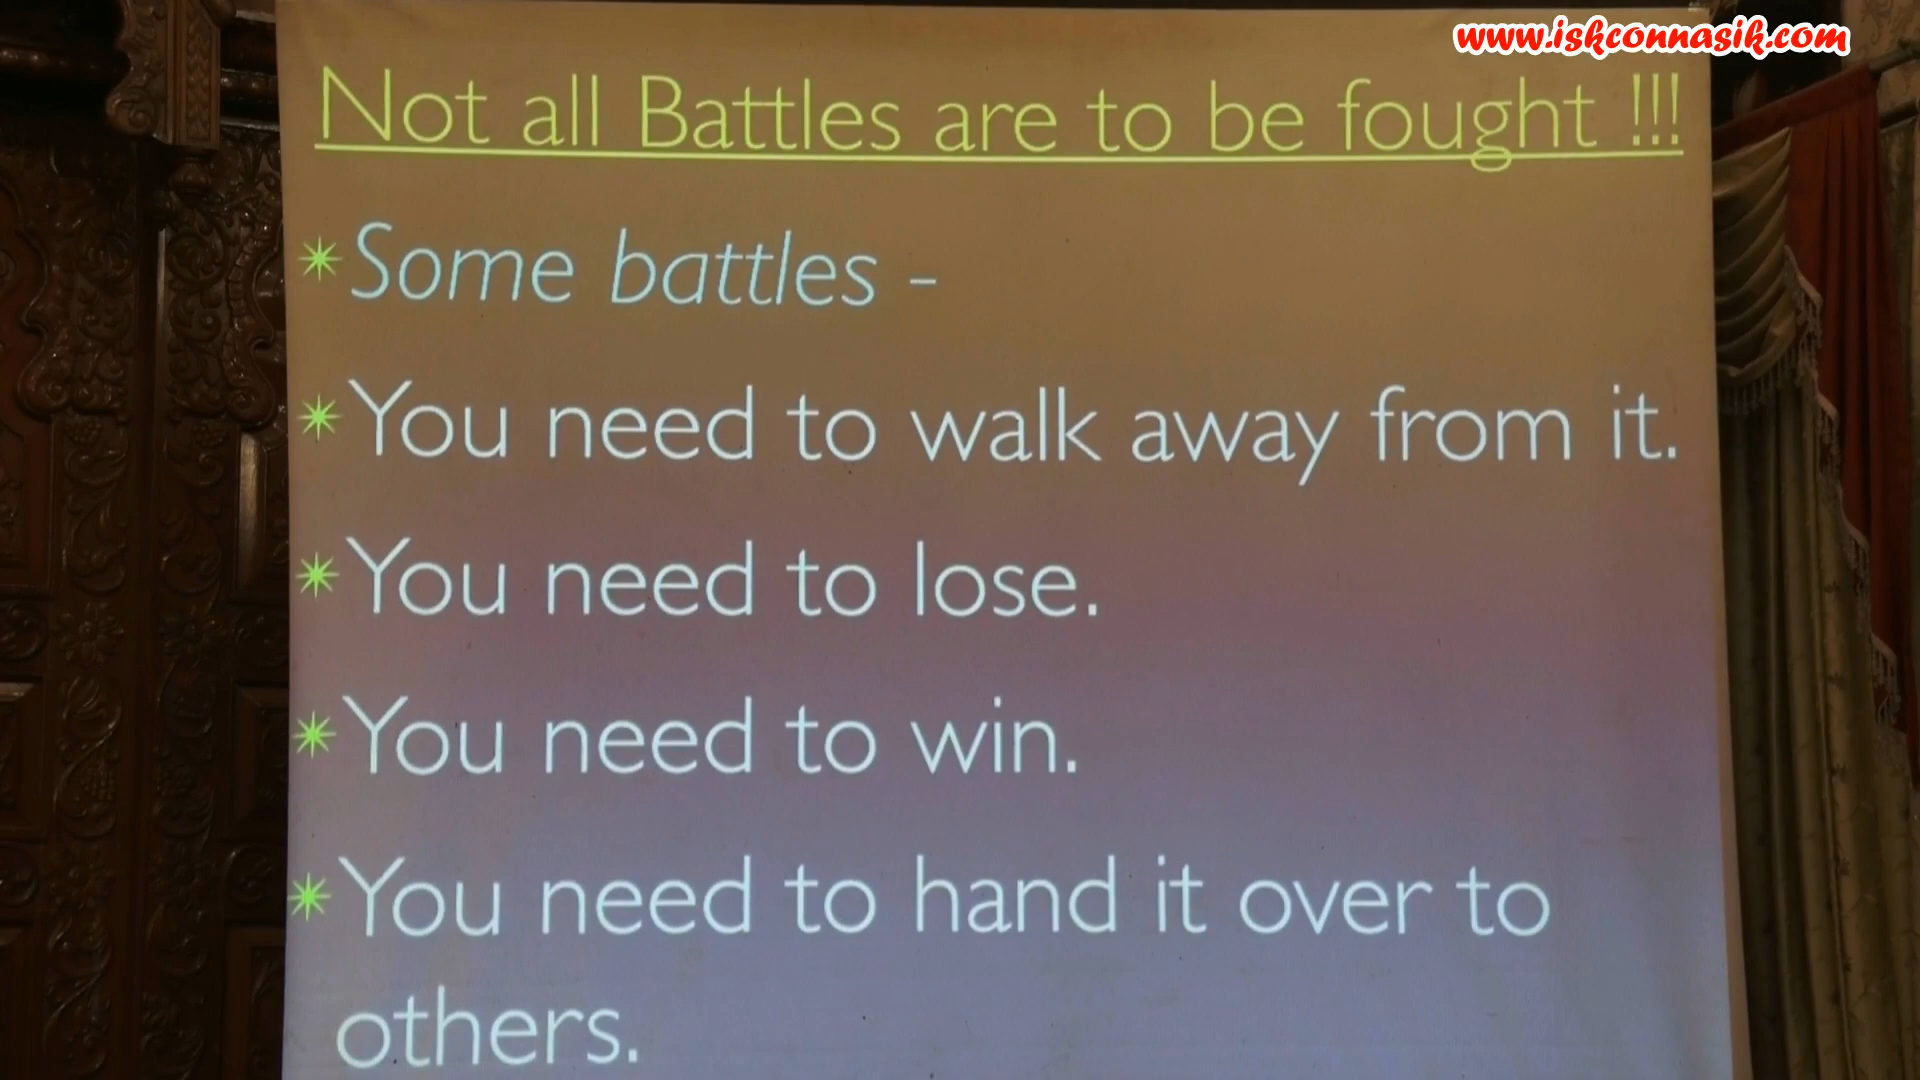 www.iskconnasik.com
Not all Battles are to be fought !!!
Some battles -
You need to walk away from it.
You need to lose.
You need to win.
You need to hand it over to
others.